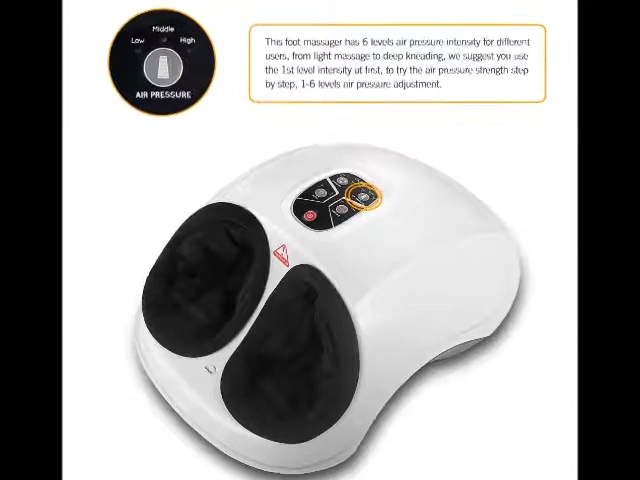 Middle
Low High
AIR PRESSURE
This foot massager has 6 levels air pressure intensity for different
users, from light massage to deep kneading, we suggest you use
the 1st level intensity at first, to try the air pressure strength step
by step, 1-6 levels air pressure adjustment.